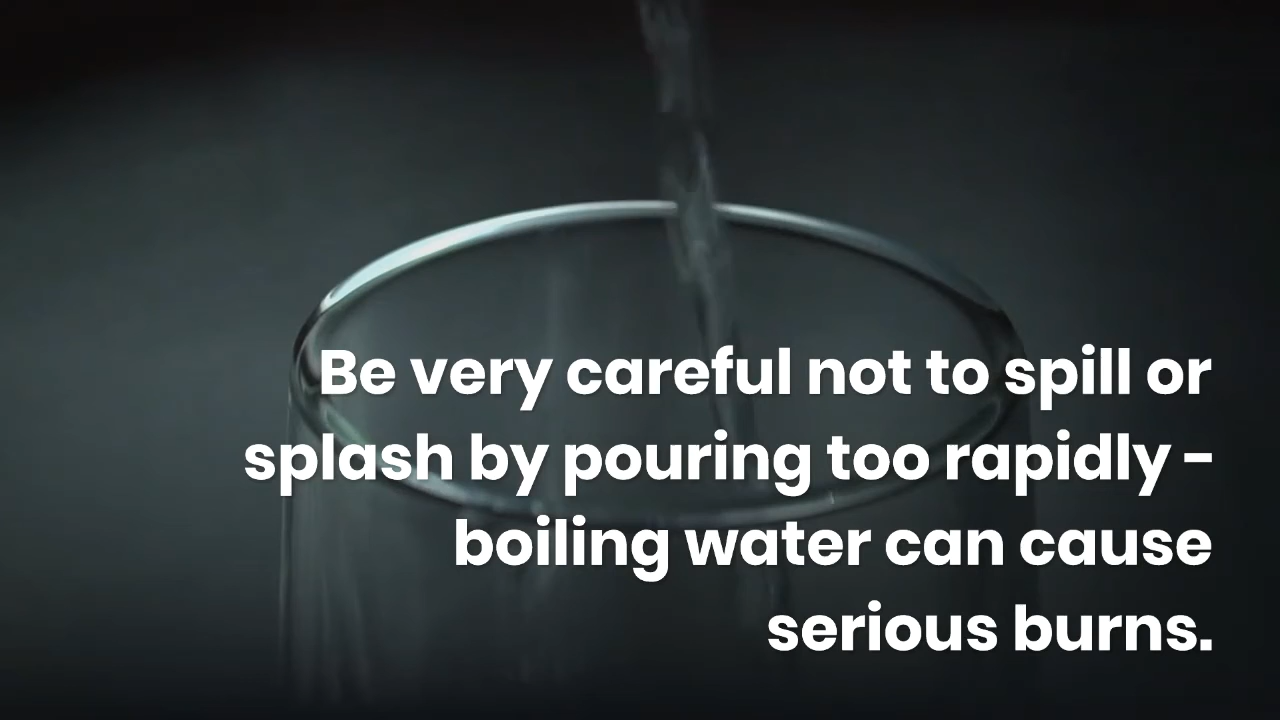 Be very careful not to spill or
splash by pouring too rapidly -
boiling water can cause
serious burns.